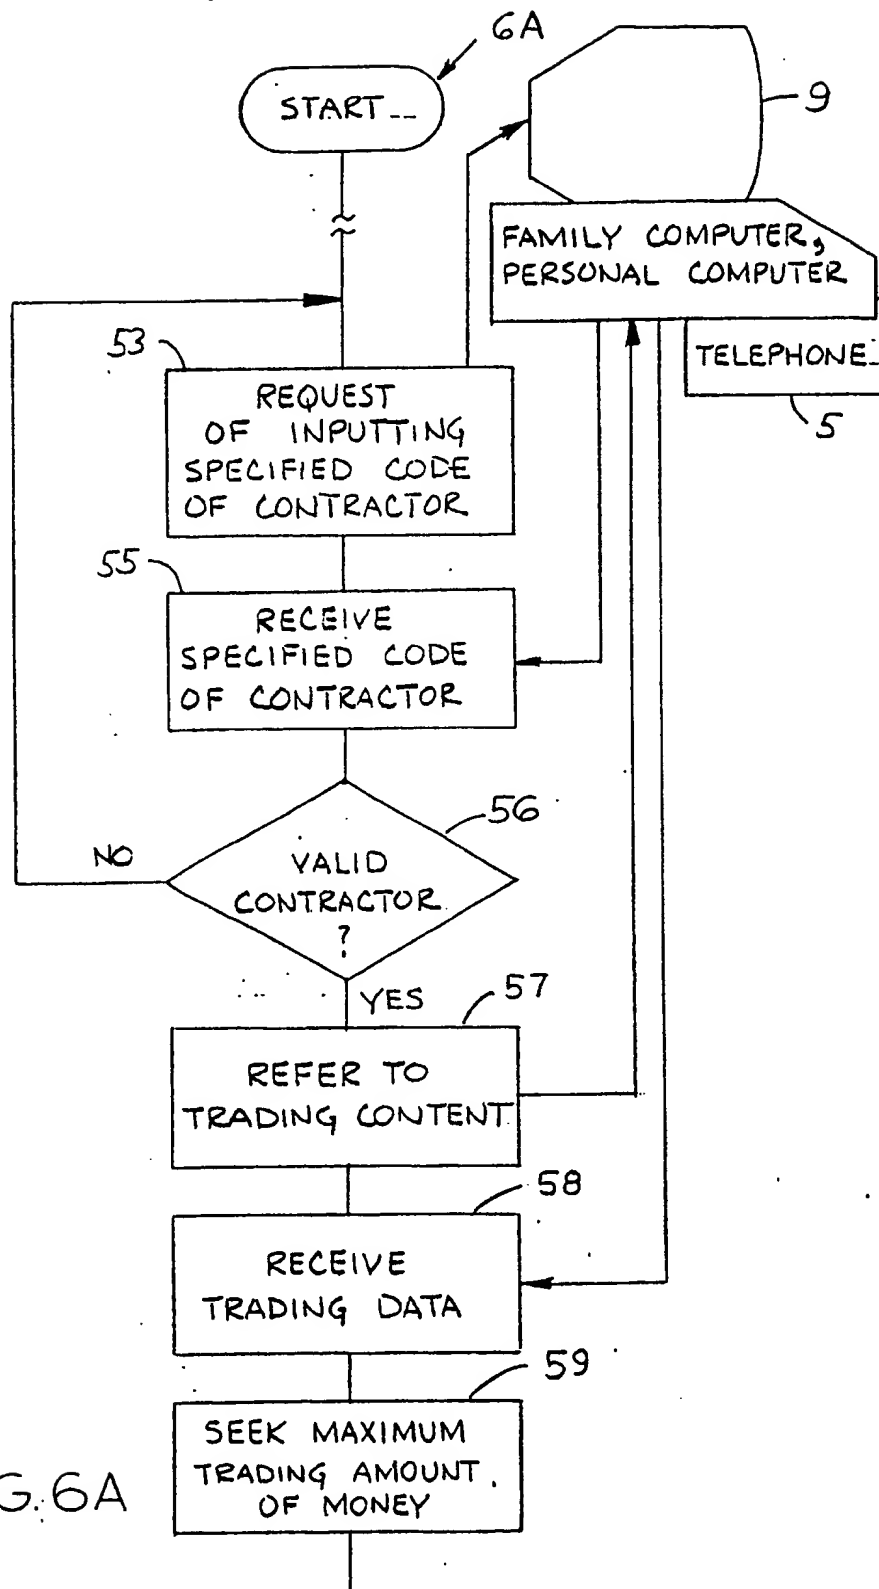 6A
START
9
FAMILY COMPUTER,
PERSONAL COMPUTER
TELEPHONE
5
53
REQUEST
OF INPUTTING
SPECIFIED CODE
OF CONTRACTOR
55
RECEIVE
SPECIFIED CODE
OF CONTRACTOR
56
VALID
CONTRACTOR
?
NO
YES
57
REFER TO
TRADING CONTENT
58
RECEIVE
TRADING DATA
59
SEEK MAXIMUM
TRADING AMOUNT
OF MONEY
G. 6A